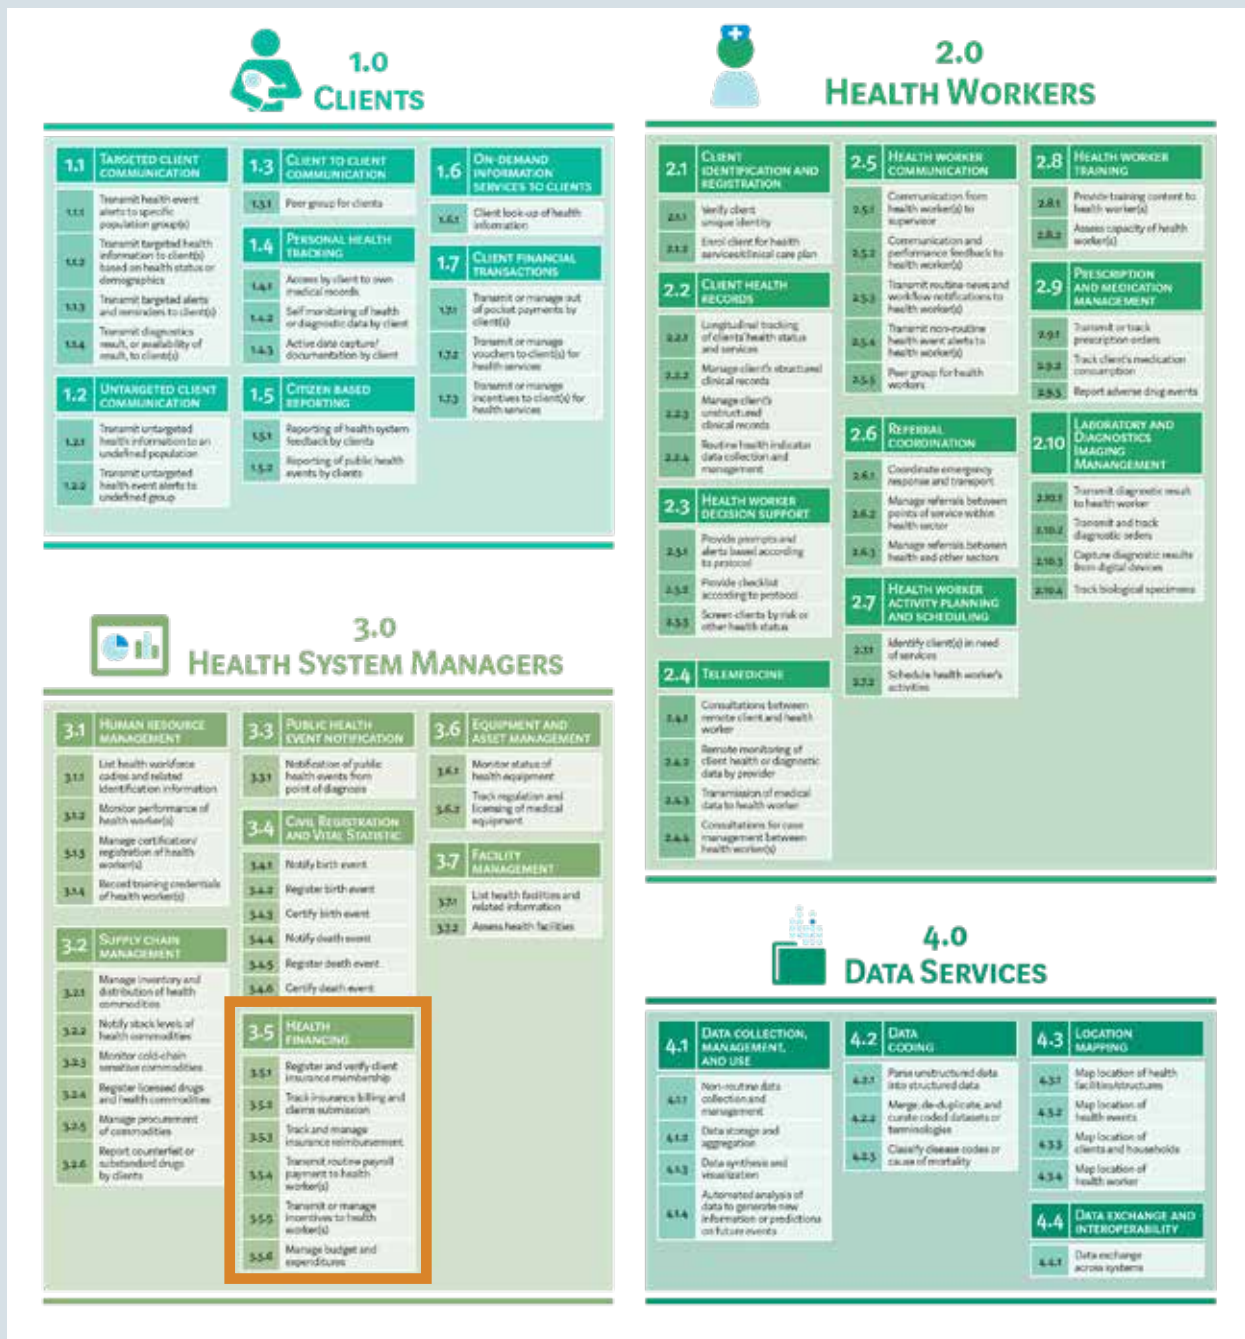 1.0
CLIENTS
1.1 TARGETED CLIENT
COMMUNICATION
1.1.1 Transmit health event
alerts to specific
population group(s)
1.1.2 Transmit targeted health
information to client(s)
based on health status or
demographics
1.1.3 Transmit targeted alerts
and reminders to client(s)
1.1.4 Transmit diagnostics
result, or availability of
result, to client(s)
1.2 UNTARGETED CLIENT
COMMUNICATION
1.2.1 Transmit untargeted
health information to an
undefined population
1.2.2 Transmit untargeted
health event alerts to
undefined group
1.3 CLIENT TO CLIENT
COMMUNICATION
1.3.1 Peer group for clients
1.4 PERSONAL HEALTH
TRACKING
1.4.1 Access by client to own
medical records
1.4.2 Self monitoring of health
or diagnostic data by client
1.4.3 Active data capture/
documentation by client
1.5 CITIZEN BASED
REPORTING
1.5.1 Reporting of health system
feedback by clients
1.5.2 Reporting of public health
events by clients
1.6 ON-DEMAND
INFORMATION
SERVICES TO CLIENTS
1.6.1 Client look-up of health
information
1.7 CLIENT FINANCIAL
TRANSACTIONS
1.7.1 Transmit or manage out
of pocket payments by
client(s)
1.7.2 Transmit or manage
vouchers to client(s) for
health services
1.7.3 Transmit or manage
incentives to client(s) for
health services
2.0
HEALTH WORKERS
2.1 CLIENT
IDENTIFICATION AND
REGISTRATION
2.1.1 Verify client
unique identity
2.1.2 Enrol client for health
services/clinical care plan
2.2 CLIENT HEALTH
RECORDS
2.2.1 Longitudinal tracking
of clients' health status
and services
2.2.2 Manage client's structured
clinical records
2.2.3 Manage client's
unstructured
clinical records
2.2.4 Routine health indicator
data collection and
management
2.3 HEALTH WORKER
DECISION SUPPORT
2.3.1 Provide prompts and
alerts based according
to protocol
2.3.2 Provide checklist
according to protocol
2.3.3 Screen clients by risk or
other health status
2.4 TELEMEDICINE
2.4.1 Consultations between
remote client and health
worker
2.4.2 Remote monitoring of
client health or diagnostic
data by provider
2.4.3 Transmission of medical
data to health worker
2.4.4 Consultations for case
management between
health worker(s)
2.5 HEALTH WORKER
COMMUNICATION
2.5.1 Communication from
health worker(s) to
supervisor
2.5.2 Communication and
performance feedback to
health worker(s)
2.5.3 Transmit routine news and
workflow notifications to
health worker(s)
2.5.4 Transmit non-routine
health event alerts to
health worker(s)
2.5.5 Peer group for health
workers
2.6 REFERRAL
COORDINATION
2.6.1 Coordinate emergency
response and transport
2.6.2 Manage referrals between
points of service within
health sector
2.6.3 Manage referrals between
health and other sectors
2.7 HEALTH WORKER
ACTIVITY PLANNING
AND SCHEDULING
2.7.1 Identify client(s) in need
of services
2.7.2 Schedule health worker's
activities
2.8 HEALTH WORKER
TRAINING
2.8.1 Provide training content to
health worker(s)
2.8.2 Assess capacity of health
worker(s)
2.9 PRESCRIPTION
AND MEDICATION
MANAGEMENT
2.9.1 Transmit or track
prescription orders
2.9.2 Track client's medication
consumption
2.9.3 Report adverse drug events
2.10 LABORATORY AND
DIAGNOSTICS
IMAGING
MANANGEMENT
2.10.1 Transmit diagnostic result
to health worker
2.10.2 Transmit and track
diagnostic orders
2.10.3 Capture diagnostic results
from digital devices
2.10.4 Track biological specimens
3.0
HEALTH SYSTEM MANAGERS
3.1 HUMAN RESOURCE
MANAGEMENT
3.1.1 List health workforce
cadres and related
identification information
3.1.2 Monitor performance of
health worker(s)
3.1.3 Manage certification/
registration of health
worker(s)
3.1.4 Record training credentials
of health worker(s)
3.2 SUPPLY CHAIN
MANAGEMENT
3.2.1 Manage inventory and
distribution of health
commodities
3.2.2 Notify stock levels of
health commodities
3.2.3 Monitor cold-chain
sensitive commodities
3.2.4 Register licensed drugs
and health commodities
3.2.5 Manage procurement
of commodities
3.2.6 Report counterfeit or
substandard drugs
by clients
3.3 PUBLIC HEALTH
EVENT NOTIFICATION
3.3.1 Notification of public
health events from
point of diagnosis
3.4 CIVIL REGISTRATION
AND VITAL STATISTIC
3.4.1 Notify birth event
3.4.2 Register birth event
3.4.3 Certify birth event
3.4.4 Notify death event
3.4.5 Register death event
3.4.6 Certify death event
3.5 HEALTH
FINANCING
3.5.1 Register and verify client
insurance membership
3.5.2 Track insurance billing and
claims submission
3.5.3 Track and manage
insurance reimbursement
3.5.4 Transmit routine payroll
payment to health
worker(s)
3.5.5 Transmit or manage
incentives to health
worker(s)
3.5.6 Manage budget and
expenditures
3.6 EQUIPMENT AND
ASSET MANAGEMENT
3.6.1 Monitor status of
health equipment
3.6.2 Track regulation and
licensing of medical
equipment
3.7 FACILITY
MANAGEMENT
3.7.1 List health facilities and
related information
3.7.2 Assess health facilities
4.0
DATA SERVICES
4.1 DATA COLLECTION,
MANAGEMENT,
AND USE
4.1.1 Non-routine data
collection and
management
4.1.2 Data storage and
aggregation
4.1.3 Data synthesis and
visualization
4.1.4 Automated analysis of
data to generate new
information or predictions
on future events
4.2 DATA
CODING
4.2.1 Parse unstructured data
into structured data
4.2.2 Merge, de-duplicate, and
curate coded datasets or
terminologies
4.2.3 Classify disease codes or
cause of mortality
4.3 LOCATION
MAPPING
4.3.1 Map location of health
facilities/structures
4.3.2 Map location of
health events
4.3.3 Map location of
clients and households
4.3.4 Map location of
health worker
4.4 DATA EXCHANGE AND
INTEROPERABILITY
4.4.1 Data exchange
across systems